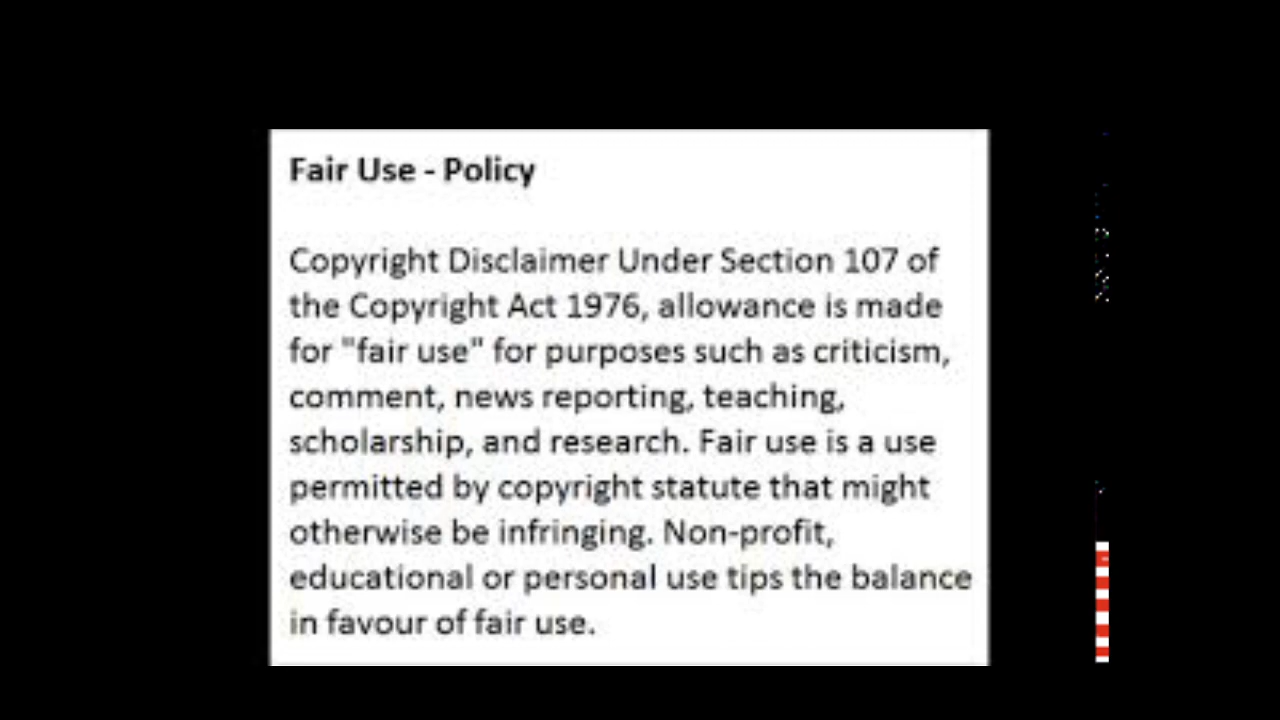 Fair Use - Policy
Copyright Disclaimer Under Section 107 of
the Copyright Act 1976, allowance is made
for "fair use" for purposes such as criticism,
comment, news reporting, teaching,
scholarship, and research. Fair use is a use
permitted by copyright statute that might
otherwise be infringing. Non-profit,
educational or personal use tips the balance
in favour of fair use.